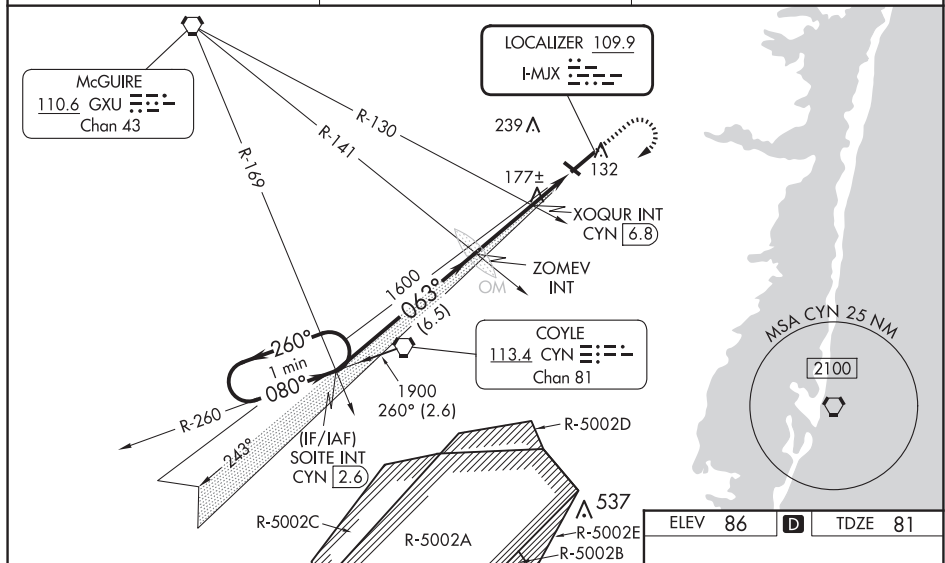 LOCALIZER 109.9
I-MJX
McGUIRE
110.6 GXU
Chan 43
R-130
R-141
R-169
239
132
177±
XOQUR INT
CYN 6.8
ZOMEV
INT
OM
1600
063°
(6.5)
COYLE
113.4 CYN
Chan 81
260°
1 min
080°
1900
260° (2.6)
R-260
243°
(IF/IAF)
SOITE INT
CYN 2.6
MSA CYN 25 NM
2100
R-5002D
R-5002C
R-5002A
537
R-5002E
R-5002B
ELEV 86 D TDZE 81